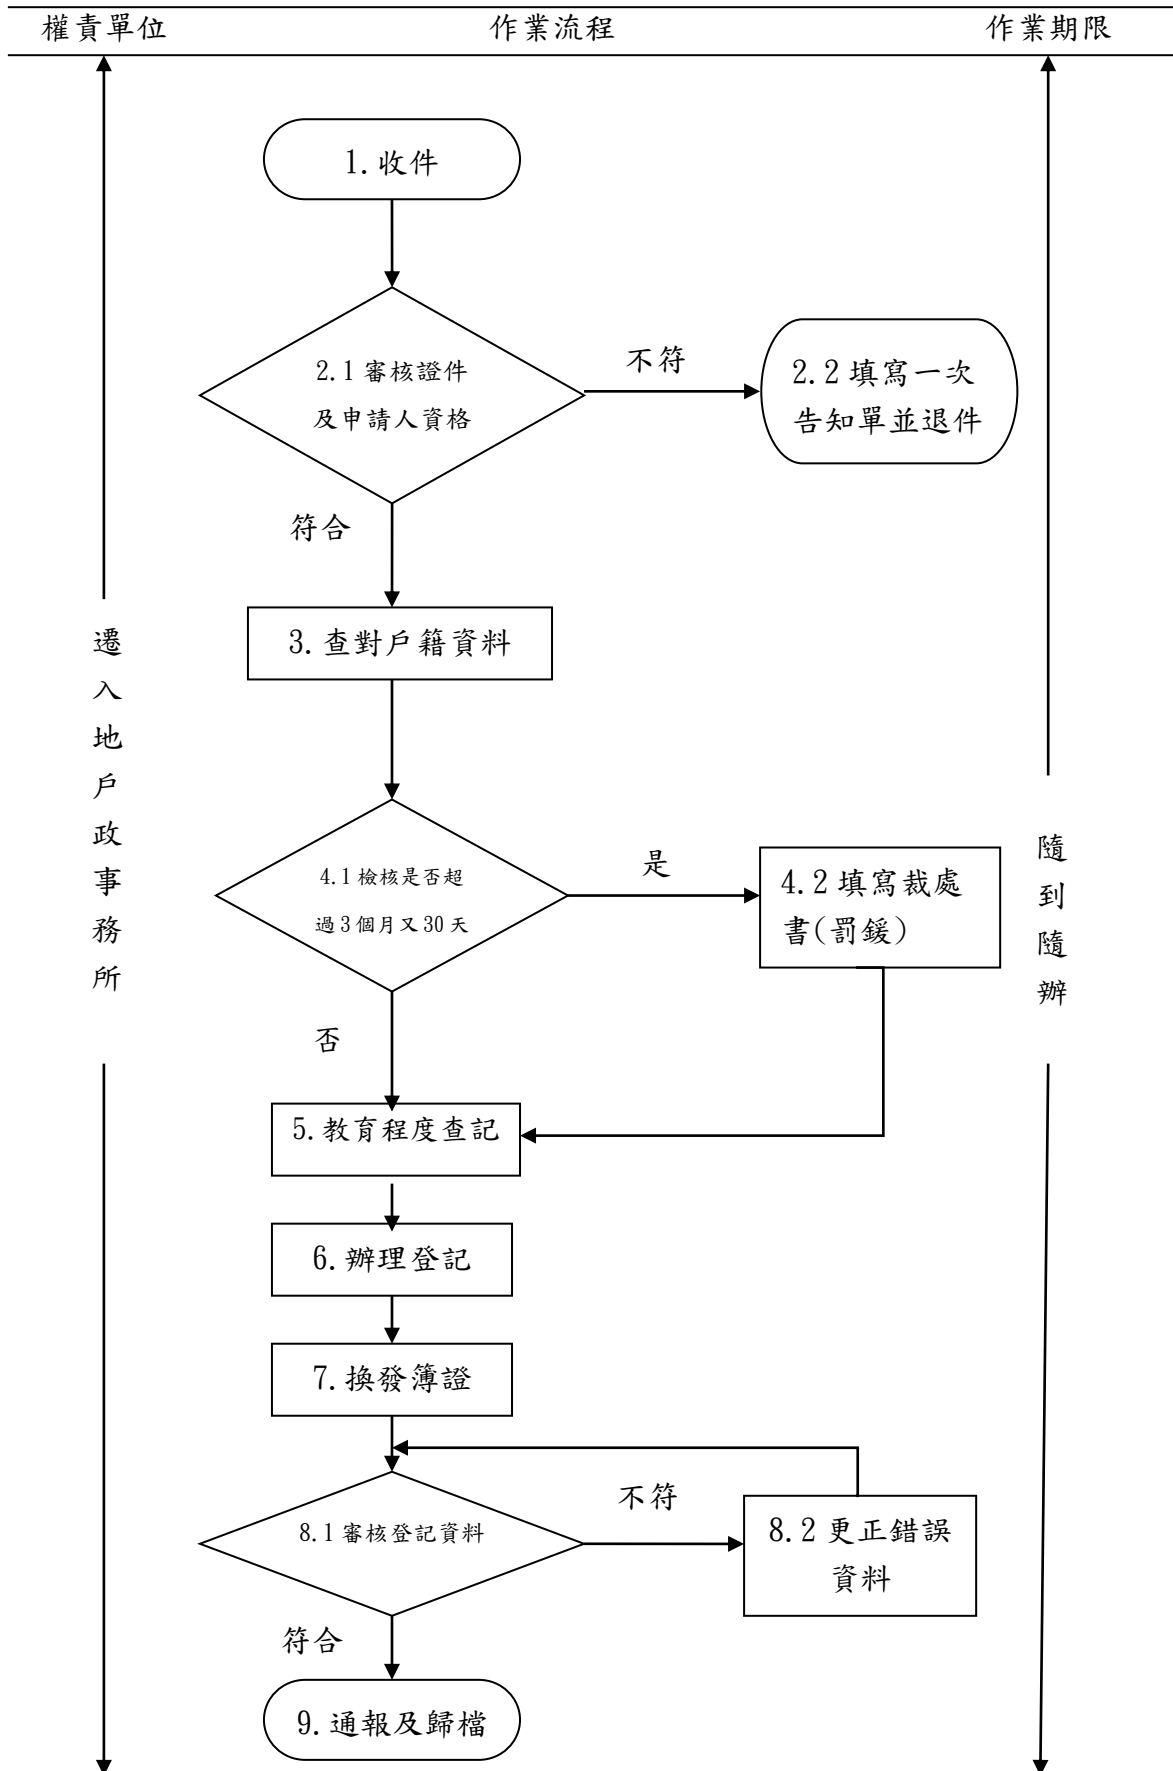 權責單位 作業流程 作業期限
1.收件
2.1 審核證件
及申請人資格
不符
2.2 填寫一次
告知單並退件
符合
3.查對戶籍資料
4.1 檢核是否超
過3個月又30天
是
4.2 填寫裁處
書(罰鍰)
否
5.教育程度查記
6.辦理登記
7.換發簿證
8.1 審核登記資料
不符
8.2 更正錯誤
資料
符合
9.通報及歸檔
遷入地戶政事務所
隨到隨辦